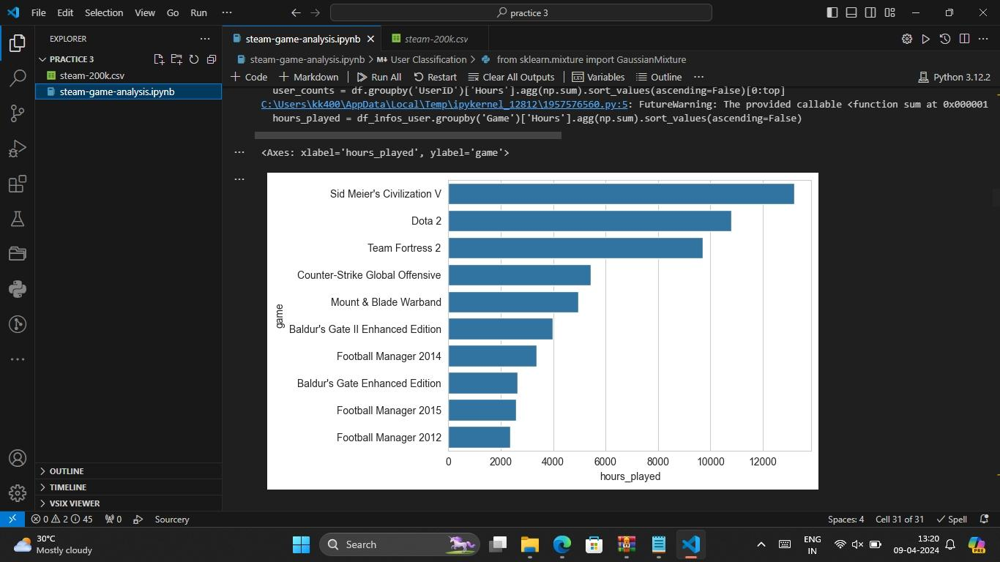 File Edit Selection View Go Run ···
practice 3
EXPLORER ···
PRACTICE 3
steam-200k.csv
steam-game-analysis.ipynb
OUTLINE
TIMELINE
VSIX VIEWER
steam-game-analysis.ipynb
steam-200k.csv
steam-game-analysis.ipynb > M↓ User Classification > from sklearn.mixture import GaussianMixture
+ Code + Markdown Run All Restart Clear All Outputs Variables Outline ··· Python 3.12.2
user_counts = df.groupby('UserID')['Hours'].agg(np.sum).sort_values(ascending=False)[0:top]
C:\Users\kk400\AppData\Local\Temp\ipykernel_12812\1957576560.py:5: FutureWarning: The provided callable <function sum at 0x000001
hours_played = df_infos_user.groupby('Game')['Hours'].agg(np.sum).sort_values(ascending=False)
<Axes: xlabel='hours_played', ylabel='game'>
game
Sid Meier's Civilization V
Dota 2
Team Fortress 2
Counter-Strike Global Offensive
Mount & Blade Warband
Baldur's Gate II Enhanced Edition
Football Manager 2014
Baldur's Gate Enhanced Edition
Football Manager 2015
Football Manager 2012
0 2000 4000 6000 8000 10000 12000
hours_played
0 2 45 0 Sourcery Spaces: 4 Cell 31 of 31 Spell
30°C
Mostly cloudy
Search
ENG
IN
13:20
09-04-2024
PRE